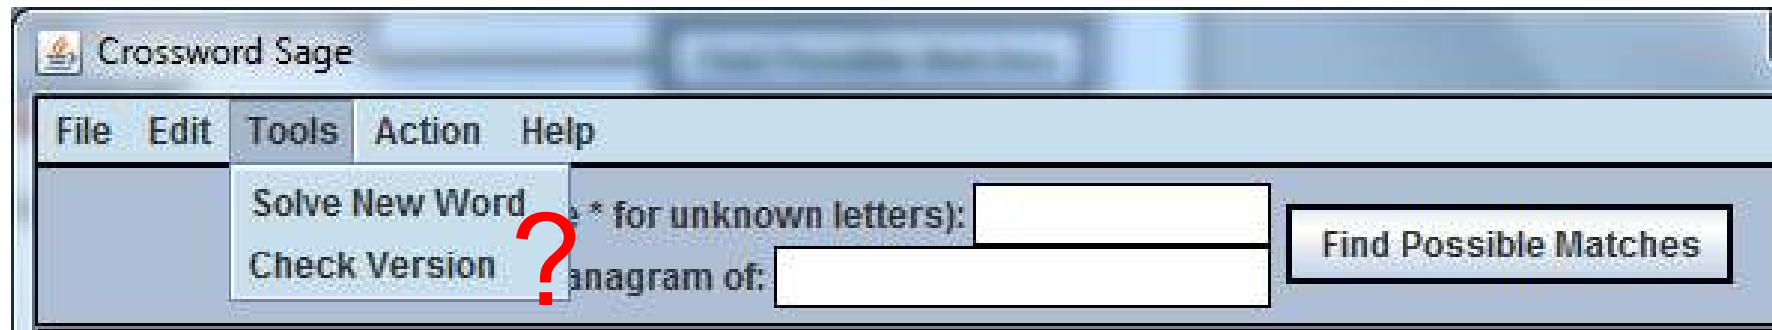 Crossword Sage
File Edit Tools Action Help
Solve New Word
* for unknown letters):
Check Version
?
anagram of:
Find Possible Matches